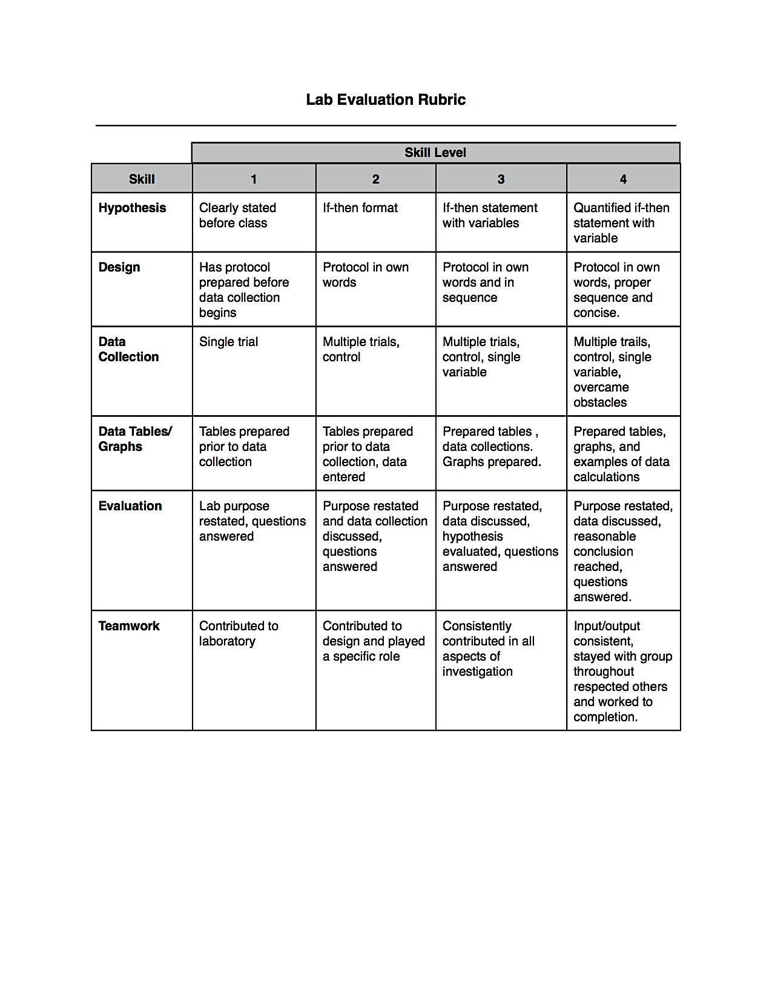 Lab Evaluation Rubric
Skill Level
Skill 1 2 3 4
Hypothesis
Clearly stated
before class
If-then format
If-then statement
with variables
Quantified if-then
statement with
variable
Design
Has protocol
prepared before
data collection
begins
Protocol in own
words
Protocol in own
words and in
sequence
Protocol in own
words, proper
sequence and
concise.
Data
Collection
Single trial
Multiple trials,
control
Multiple trials,
control, single
variable
Multiple trails,
control, single
variable,
overcame
obstacles
Data Tables/
Graphs
Tables prepared
prior to data
collection
Tables prepared
prior to data
collection, data
entered
Prepared tables ,
data collections.
Graphs prepared.
Prepared tables,
graphs, and
examples of data
calculations
Evaluation
Lab purpose
restated, questions
answered
Purpose restated
and data collection
discussed,
questions
answered
Purpose restated,
data discussed,
hypothesis
evaluated, questions
answered
Purpose restated,
data discussed,
reasonable
conclusion
reached,
questions
answered.
Teamwork
Contributed to
laboratory
Contributed to
design and played
a specific role
Consistently
contributed in all
aspects of
investigation
Input/output
consistent,
stayed with group
throughout
respected others
and worked to
completion.